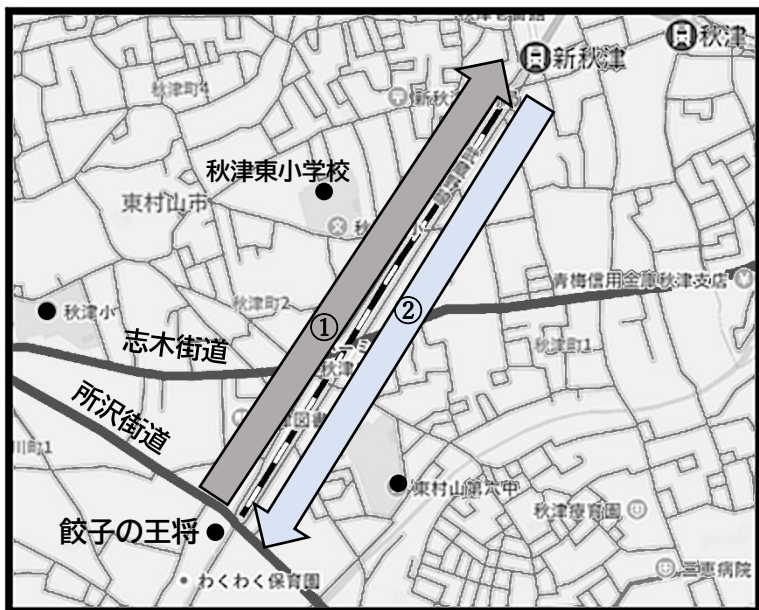 新秋津
秋津
秋津町4
秋津東小学校
東村山市
青梅信用金庫秋津支店
秋津小
秋津町2
①
②
志木街道
秋津
秋津町1
所沢街道
東村山第六中
秋津療育園
餃子の王将
三恵病院
わくわく保育園